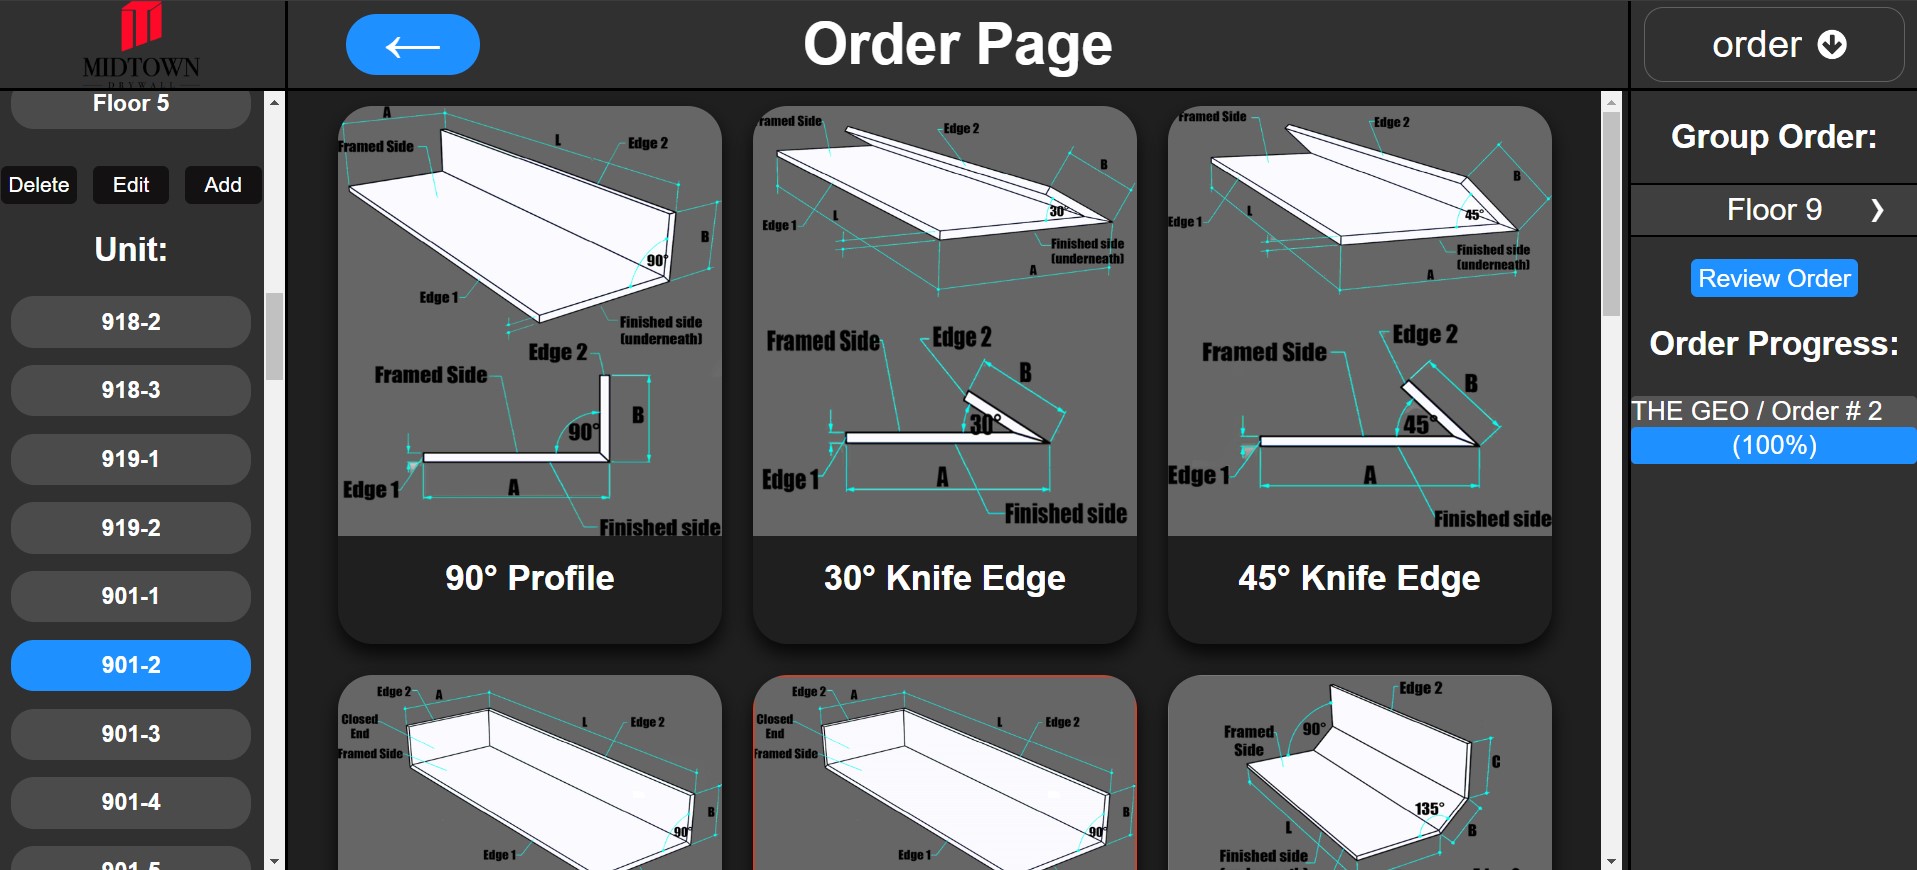 MIDTOWN
DRYWALL
←
Order Page
order
Floor 5
Delete
Edit
Add
Unit:
918-2
918-3
919-1
919-2
901-1
901-2
901-3
901-4
901-5
A
L
Edge 2
Framed Side
B
90°
Edge 1
Finished side
(underneath)
Edge 2
Framed Side
B
90°
Edge 1
A
Finished side
90° Profile
ramed Side
Edge 2
B
30°
L
Edge 1
Finished side
(underneath)
A
Framed Side
Edge 2
B
30°
Edge 1
A
Finished side
30° Knife Edge
Framed Side
Edge 2
B
45°
L
Edge 1
Finished side
(underneath)
A
Edge 2
Framed Side
B
45°
Edge 1
A
Finished side
45° Knife Edge
Edge 2
A
Closed
End
L
Edge 2
Framed Side
B
90°
Edge 1
Edge 2
A
Closed
End
L
Edge 2
Framed Side
B
90°
Edge 1
Edge 2
Framed
Side
90°
C
135°
L
B
Finished side
Group Order:
Floor 9 ❯
Review Order
Order Progress:
THE GEO / Order # 2
(100%)